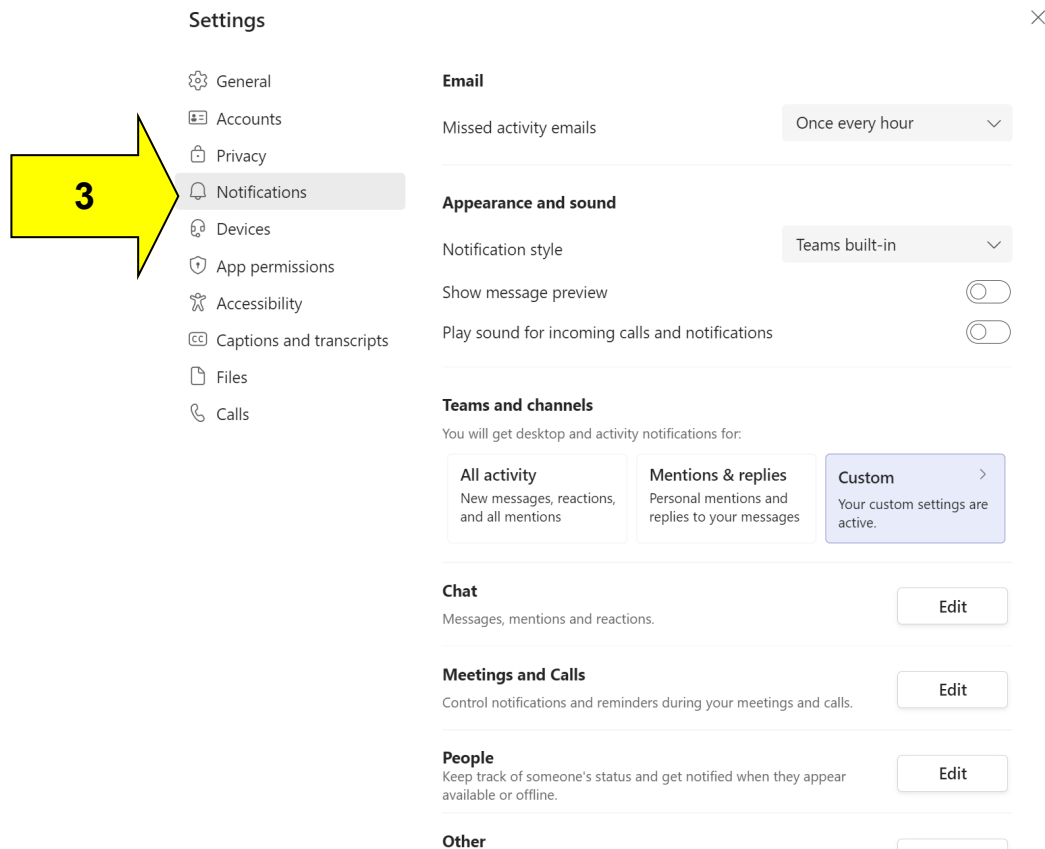 Settings
General
Accounts
Privacy
3
Notifications
Devices
App permissions
Accessibility
CC Captions and transcripts
Files
Calls
Email
Missed activity emails
Once every hour
Appearance and sound
Notification style
Teams built-in
Show message preview
Play sound for incoming calls and notifications
Teams and channels
You will get desktop and activity notifications for:
All activity
New messages, reactions,
and all mentions
Mentions & replies
Personal mentions and
replies to your messages
Custom
Your custom settings are
active.
Chat
Messages, mentions and reactions.
Edit
Meetings and Calls
Control notifications and reminders during your meetings and calls.
Edit
People
Keep track of someone's status and get notified when they appear
available or offline.
Edit
Other